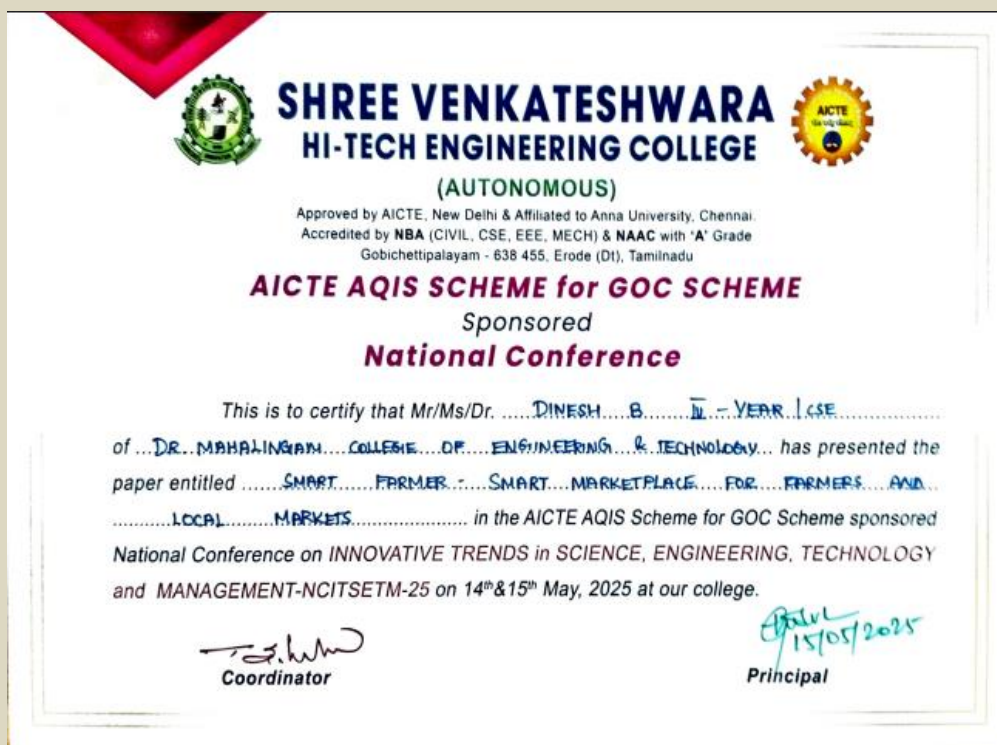 SHREE VENKATESHWARA
HI-TECH ENGINEERING COLLEGE
AICTE
(AUTONOMOUS)
Approved by AICTE, New Delhi & Affiliated to Anna University, Chennai.
Accredited by NBA (CIVIL, CSE, EEE, MECH) & NAAC with 'A' Grade
Gobichettipalayam - 638 455, Erode (Dt), Tamilnadu
AICTE AQIS SCHEME for GOC SCHEME
Sponsored
National Conference
This is to certify that Mr/Ms/Dr. .....DINESH....B.......IV - YEAR | CSE..................
of ...DR..MAHALINGAM....COLLEGE....OF....ENGINEERING...&.TECHNOLOGY... has presented the
paper entitled .......SMART.....FARMER.-...SMART...MARKETPLACE....FOR....FARMERS...AND....
............LOCAL........MARKETS.................... in the AICTE AQIS Scheme for GOC Scheme sponsored
National Conference on INNOVATIVE TRENDS in SCIENCE, ENGINEERING, TECHNOLOGY
and MANAGEMENT-NCITSETM-25 on 14th&15th May, 2025 at our college.
15/05/2025
Coordinator
Principal